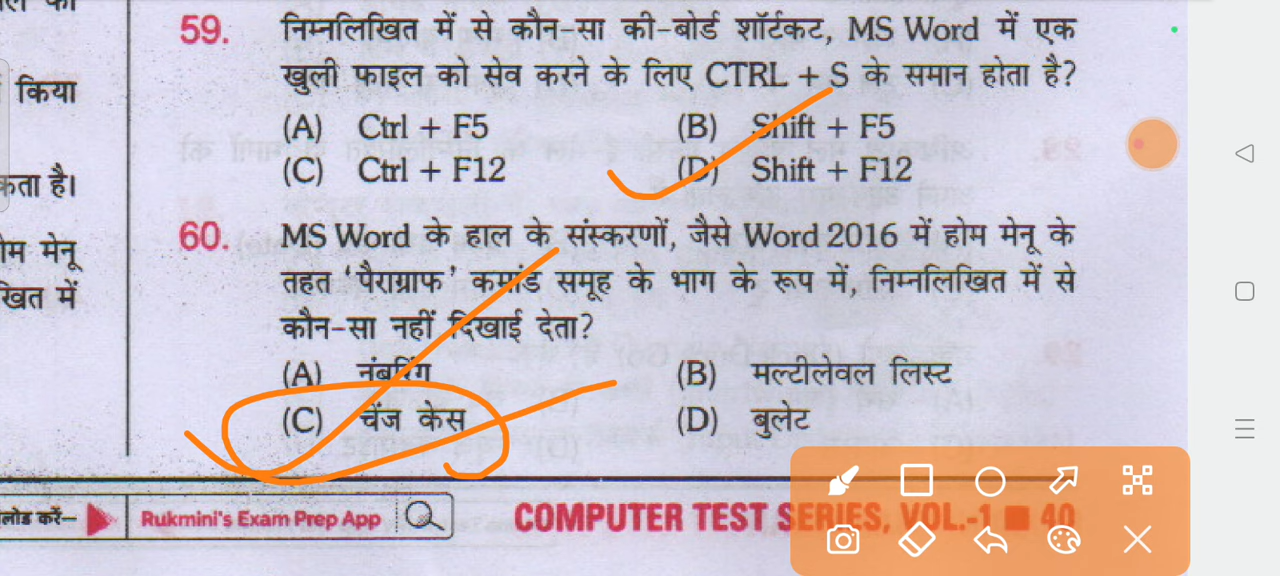 किया
कता है।
ोम मेनू
खित में
59. निम्नलिखित में से कौन-सा की-बोर्ड शॉर्टकट, MS Word में एक
खुली फाइल को सेव करने के लिए CTRL + S के समान होता है?
(A) Ctrl + F5 (B) Shift + F5
(C) Ctrl + F12 (D) Shift + F12
60. MS Word के हाल के संस्करणों, जैसे Word 2016 में होम मेनू के
तहत 'पैराग्राफ' कमांड समूह के भाग के रूप में, निम्नलिखित में से
कौन-सा नहीं दिखाई देता?
(A) नंबरिंग (B) मल्टीलेवल लिस्ट
(C) चेंज केस (D) बुलेट
लोड करें—
Rukmini's Exam Prep App
COMPUTER TEST SERIES, VOL.-1 ■ 40